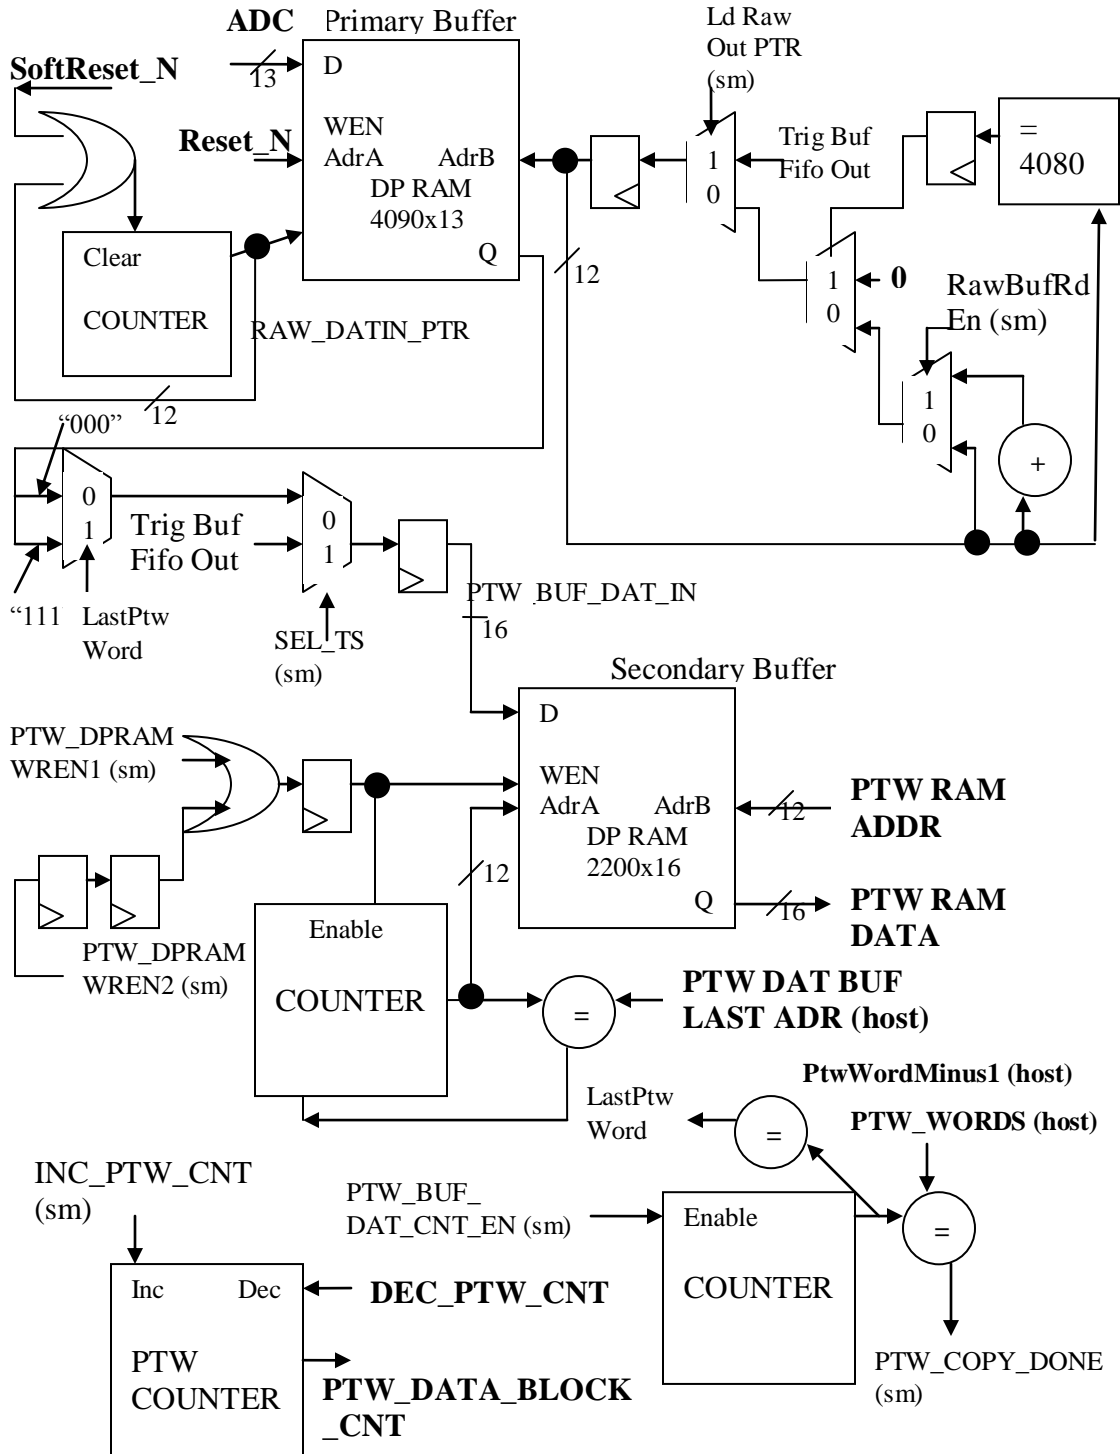 ADC
Primary Buffer
SoftReset_N
13
D
16
Ld Raw
Out PTR
(sm)
Reset_N
WEN
AdrA
AdrB
DP RAM
4090x13
Q
1
0
Trig Buf
Fifo Out
=
4080
Clear
COUNTER
RAW_DATIN_PTR
12
12
1
0
0
RawBufRd
En (sm)
1
0
+
“000”
0
1
Trig Buf
Fifo Out
0
1
“111
LastPtw
Word
SEL_TS
(sm)
PTW_BUF_DAT_IN
16
Secondary Buffer
PTW_DPRAM
WREN1 (sm)
D
WEN
AdrA
AdrB
DP RAM
2200x16
Q
12
PTW RAM
ADDR
12
16
PTW RAM
DATA
PTW_DPRAM
WREN2 (sm)
Enable
COUNTER
=
PTW DAT BUF
LAST ADR (host)
PtwWordMinus1 (host)
LastPtw
Word
=
PTW_WORDS (host)
INC_PTW_CNT
(sm)
PTW_BUF_
DAT_CNT_EN (sm)
Enable
COUNTER
=
Inc
Dec
DEC_PTW_CNT
PTW
COUNTER
PTW_DATA_BLOCK
_CNT
PTW_COPY_DONE
(sm)